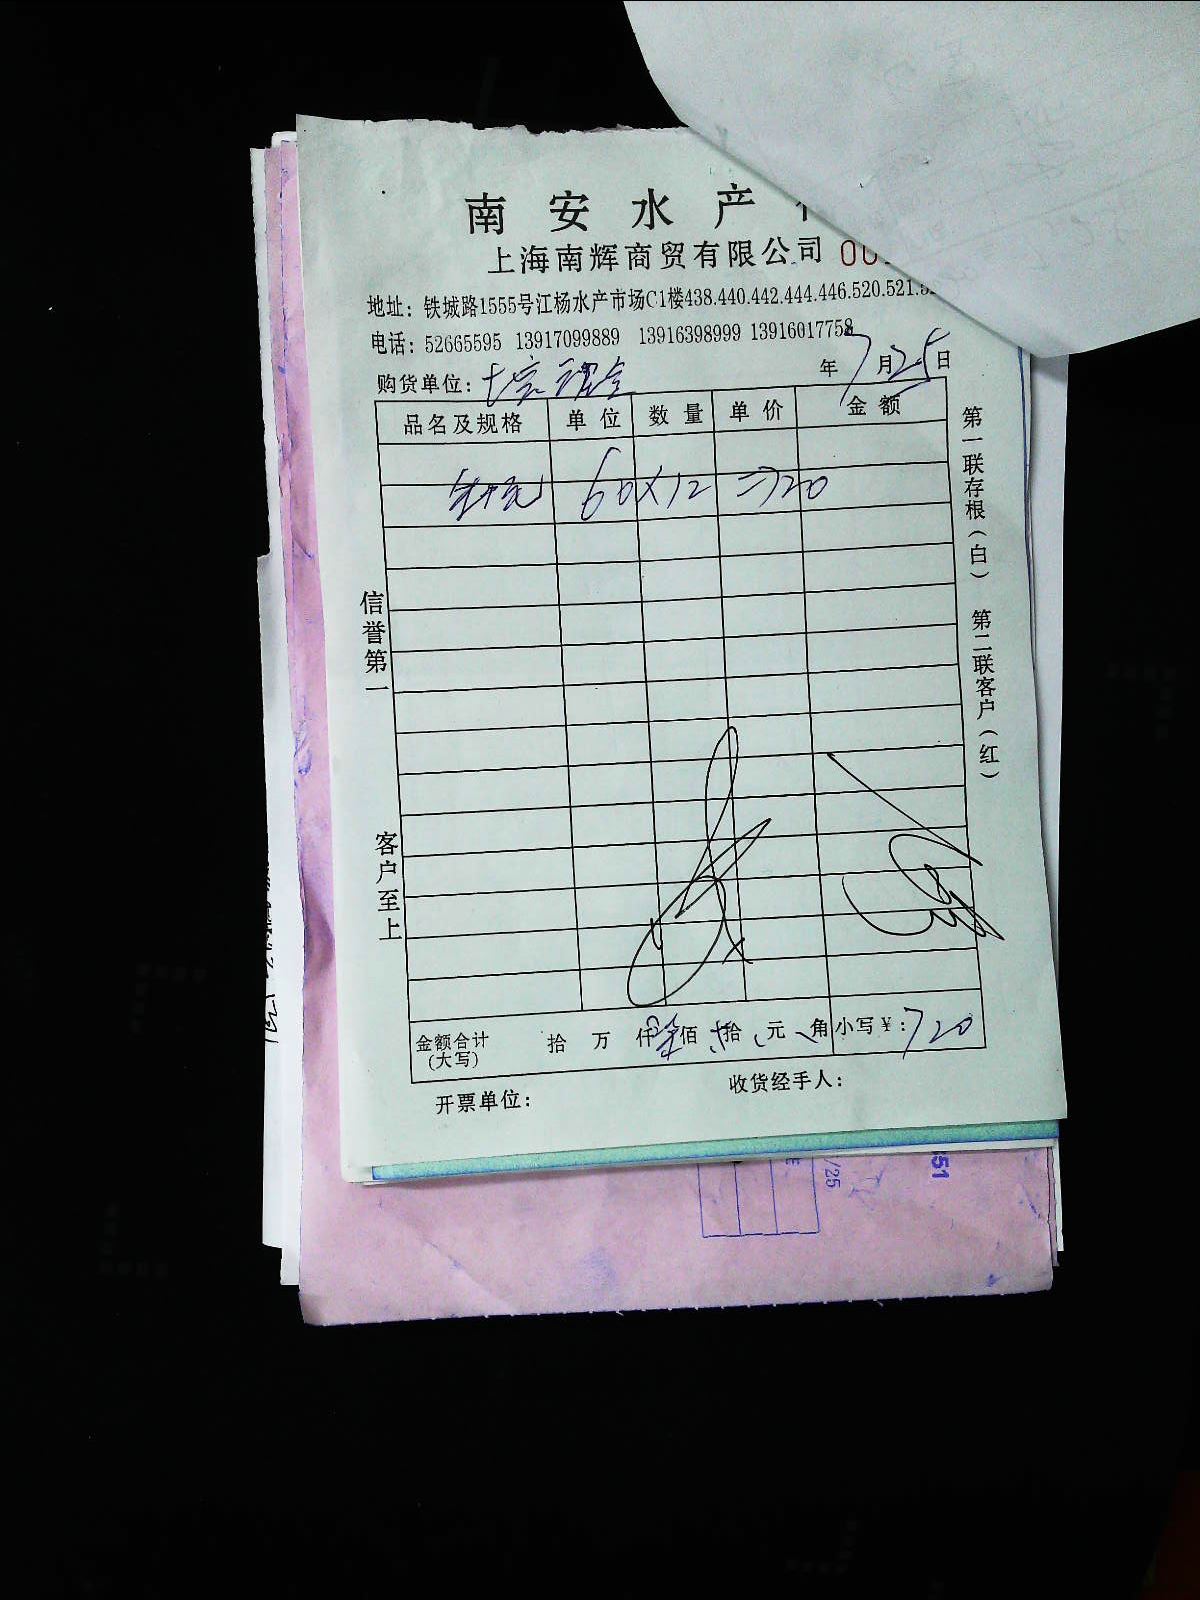 南安水产
上海南辉商贸有限公司 00
地址：铁城路1555号江杨水产市场C1楼438.440.442.444.446.520.521.5
电话：52665595 13917099889 13916398999 13916017758
购货单位： 年7月25日
品名及规格 单位 数量 单价 金额
60×12=720
信誉第一
客户至上
第一联存根（白） 第二联客户（红）
金额合计（大写） 拾 万 仟 佰 拾 元 角 小写￥：720
开票单位： 收货经手人：
/25
51